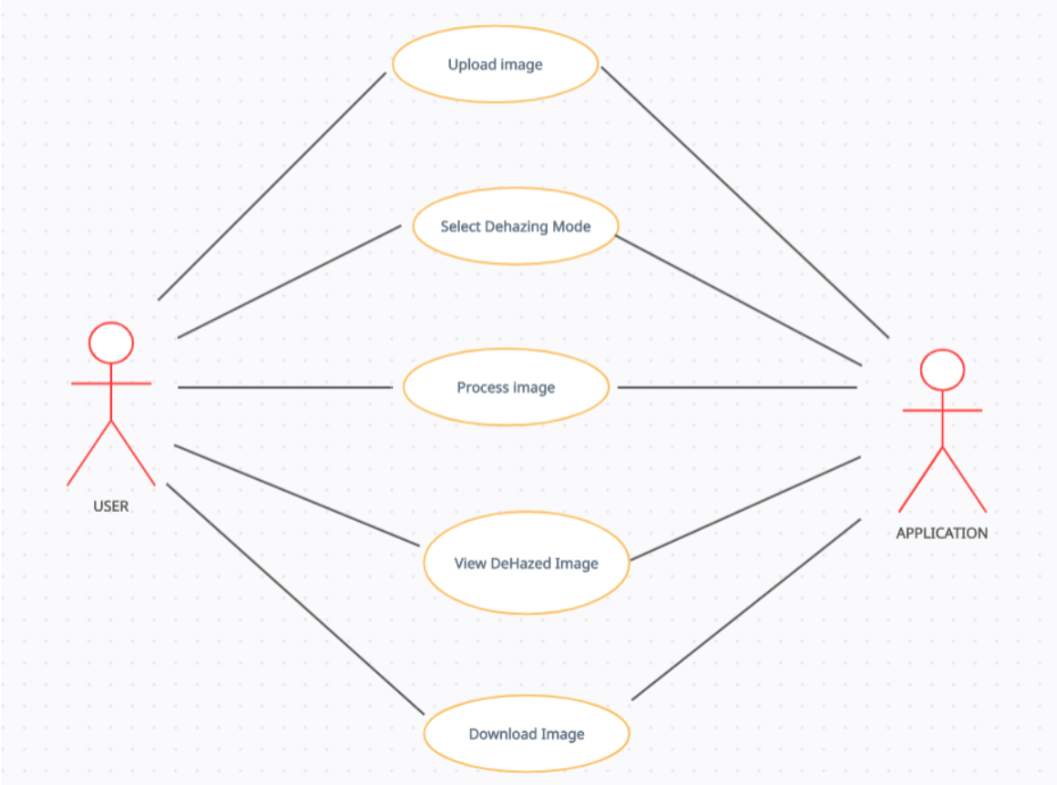 Upload image
Select Dehazing Mode
Process image
USER
APPLICATION
View DeHazed Image
Download Image